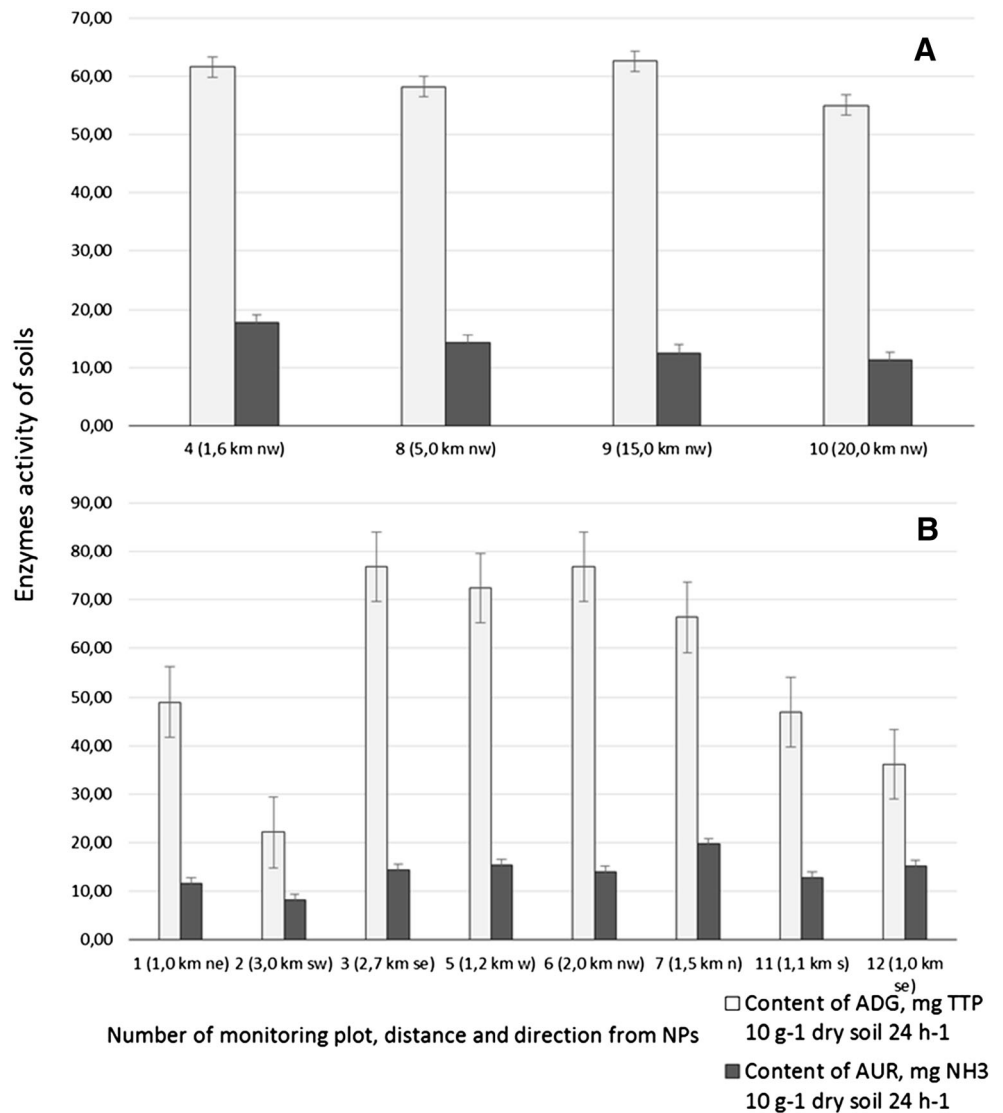 70,00
A
60,00
50,00
40,00
30,00
20,00
10,00
0,00
4 (1,6 km nw) 8 (5,0 km nw) 9 (15,0 km nw) 10 (20,0 km nw)
Enzymes activity of soils
90,00
B
80,00
70,00
60,00
50,00
40,00
30,00
20,00
10,00
0,00
1 (1,0 km ne) 2 (3,0 km sw) 3 (2,7 km se) 5 (1,2 km w) 6 (2,0 km nw) 7 (1,5 km n) 11 (1,1 km s) 12 (1,0 km
se)
Number of monitoring plot, distance and direction from NPs
Content of ADG, mg TTP
10 g-1 dry soil 24 h-1
Content of AUR, mg NH3
10 g-1 dry soil 24 h-1